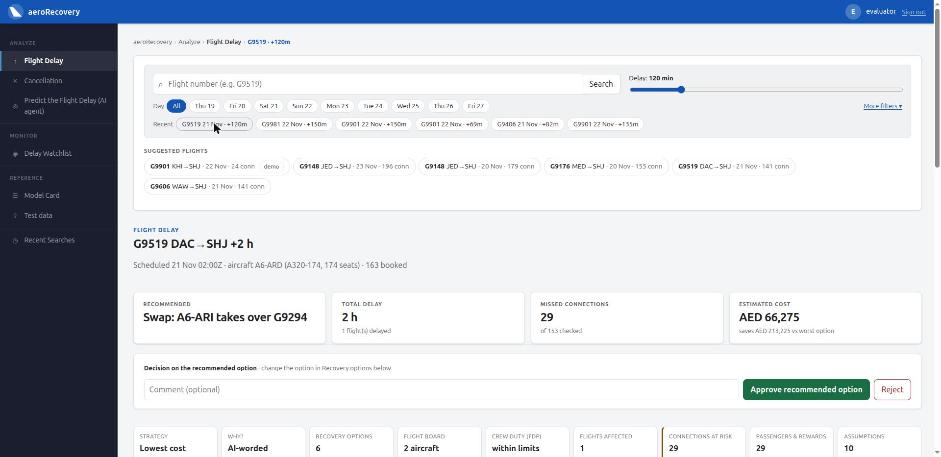 aeroRecovery
E evaluator Sign out
ANALYZE
Flight Delay
Cancellation
Predict the Flight Delay (AI agent)
MONITOR
Delay Watchlist
REFERENCE
Model Card
Test data
Recent Searches
aeroRecovery › Analyze › Flight Delay › G9519 · +120m
Flight number (e.g. G9519)
Search
Delay: 120 min
Day All Thu 19 Fri 20 Sat 21 Sun 22 Mon 23 Tue 24 Wed 25 Thu 26 Fri 27
More filters ▾
Recent G9519 21 Nov · +120m G9981 22 Nov · +150m G9901 22 Nov · +150m G9501 22 Nov · +69m G9406 21 Nov · +82m G9901 22 Nov · +135m
SUGGESTED FLIGHTS
G9901 KHI→SHJ · 22 Nov · 24 conn demo G9148 JED→SHJ · 23 Nov · 196 conn G9148 JED→SHJ · 20 Nov · 179 conn G9176 MED→SHJ · 20 Nov · 155 conn G9519 DAC→SHJ · 21 Nov · 141 conn
G9606 WAW→SHJ · 21 Nov · 141 conn
FLIGHT DELAY
G9519 DAC→SHJ +2 h
Scheduled 21 Nov 02:00Z · aircraft A6-ARD (A320-174, 174 seats) · 163 booked
RECOMMENDED
Swap: A6-ARI takes over G9294
TOTAL DELAY
2 h
1 flight(s) delayed
MISSED CONNECTIONS
29
of 153 checked
ESTIMATED COST
AED 66,275
saves AED 213,225 vs worst option
Decision on the recommended option · change the option in Recovery options below
Comment (optional)
Approve recommended option
Reject
STRATEGY
Lowest cost
WHY?
AI-worded
RECOVERY OPTIONS
6
FLIGHT BOARD
2 aircraft
CREW DUTY (FDP)
within limits
FLIGHTS AFFECTED
1
CONNECTIONS AT RISK
29
PASSENGERS & REWARDS
29
ASSUMPTIONS
10